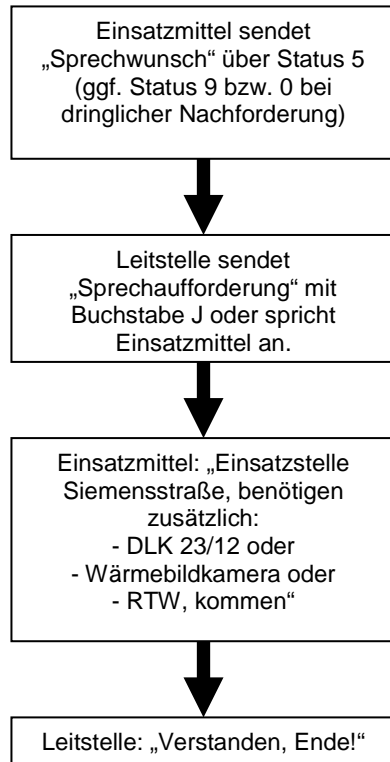 Einsatzmittel sendet
„Sprechwunsch“ über Status 5
(ggf. Status 9 bzw. 0 bei
dringlicher Nachforderung)
Leitstelle sendet
„Sprechaufforderung“ mit
Buchstabe J oder spricht
Einsatzmittel an.
Einsatzmittel: „Einsatzstelle
Siemensstraße, benötigen
zusätzlich:
- DLK 23/12 oder
- Wärmebildkamera oder
- RTW, kommen“
Leitstelle: „Verstanden, Ende!“